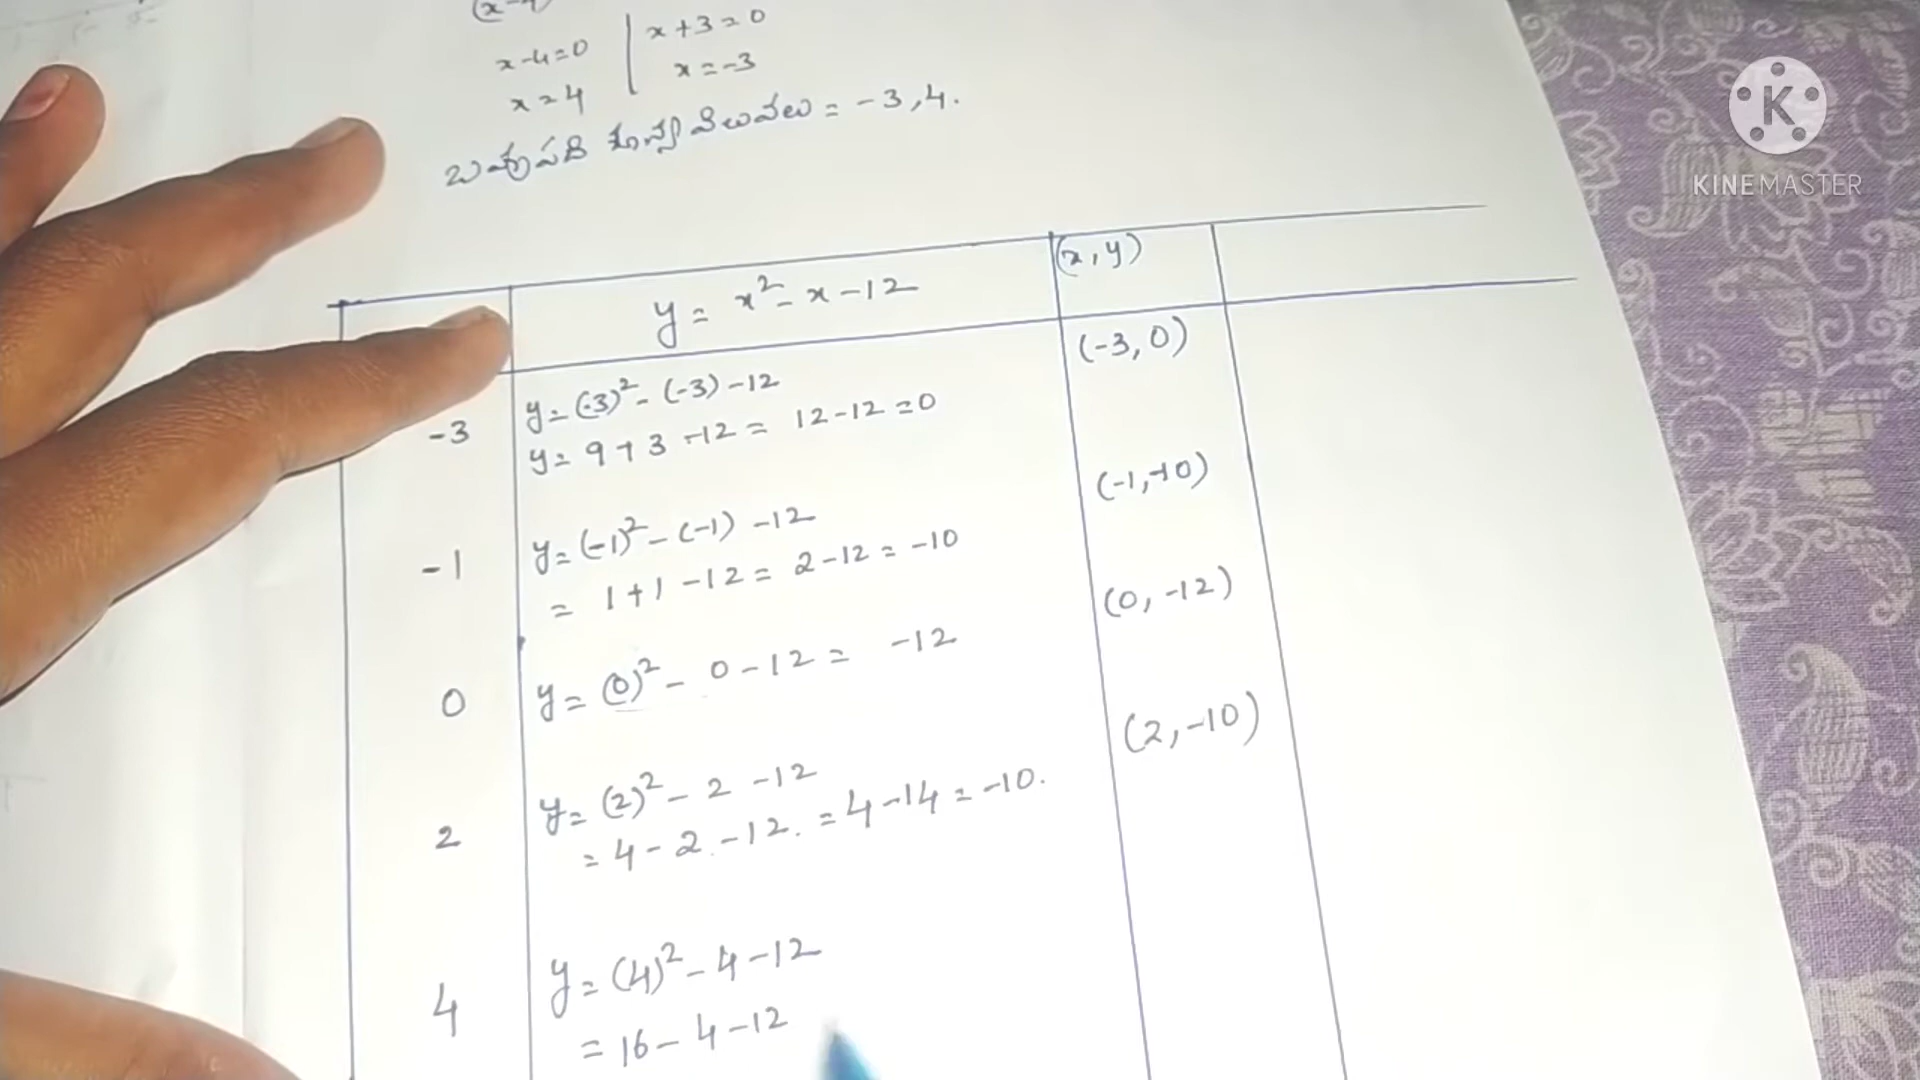 x-4=0 | x+3=0
x=4 | x=-3
బహుపది శూన్య విలువలు = -3,4.
y = x²-x-12 (x,y)
-3 y=(-3)²-(-3)-12 (-3,0)
y=9+3-12= 12-12=0
-1 y=(-1)²-(-1)-12 (-1,-10)
= 1+1-12= 2-12= -10
0 y=(0)²- 0-12= -12 (0,-12)
2 y=(2)²-2-12 (2,-10)
=4-2-12.=4-14=-10.
4 y=(4)²-4-12
=16-4-12
K
KINEMASTER